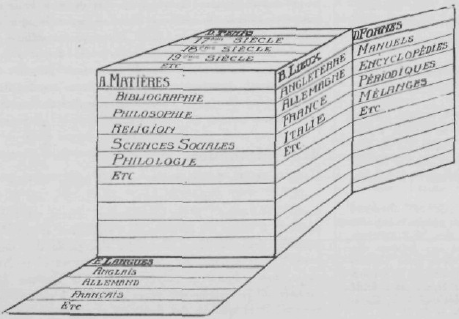 17ème SIÈCLE
18ème SIÈCLE
19ème SIÈCLE
ETC
A. MATIÈRES
BIBLIOGRAPHIE
PHILOSOPHIE
RELIGION
SCIENCES SOCIALES
PHILOLOGIE
ETC
B. LIEUX
ANGLETERRE
ALLEMAGNE
FRANCE
ITALIE
ETC
D FORMES
MANUELS
ENCYCLOPÉDIES
PÉRIODIQUES
MÉLANGES
ETC
E LANGUES
ANGLAIS
ALLEMAND
FRANÇAIS
ETC